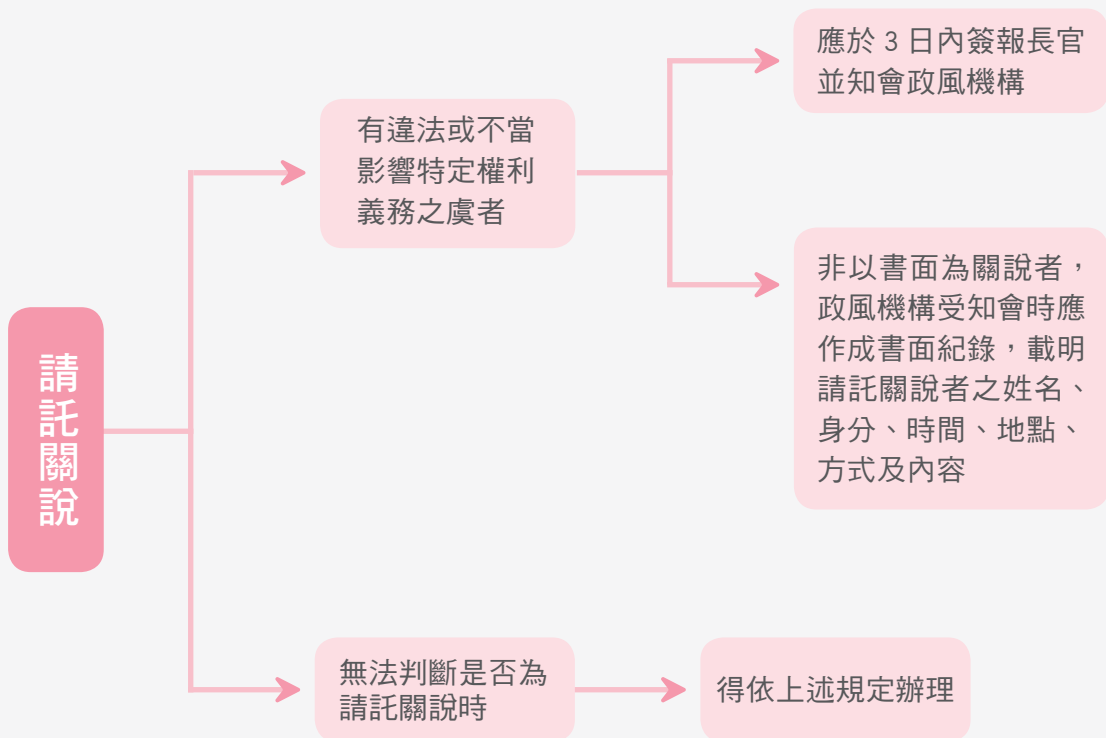 請託關說
有違法或不當
影響特定權利
義務之虞者
應於 3 日內簽報長官
並知會政風機構
非以書面為關說者，
政風機構受知會時應
作成書面紀錄，載明
請託關說者之姓名、
身分、時間、地點、
方式及內容
無法判斷是否為
請託關說時
得依上述規定辦理